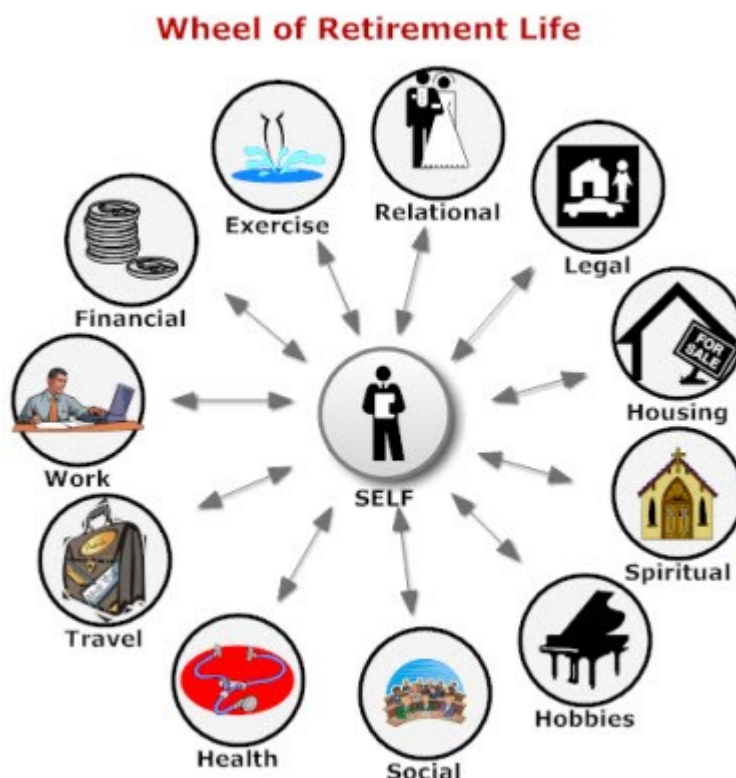 Wheel of Retirement Life
Exercise
Relational
Legal
Financial
FOR
SALE
Housing
Work
SELF
Spiritual
Travel
Hobbies
Health
Social